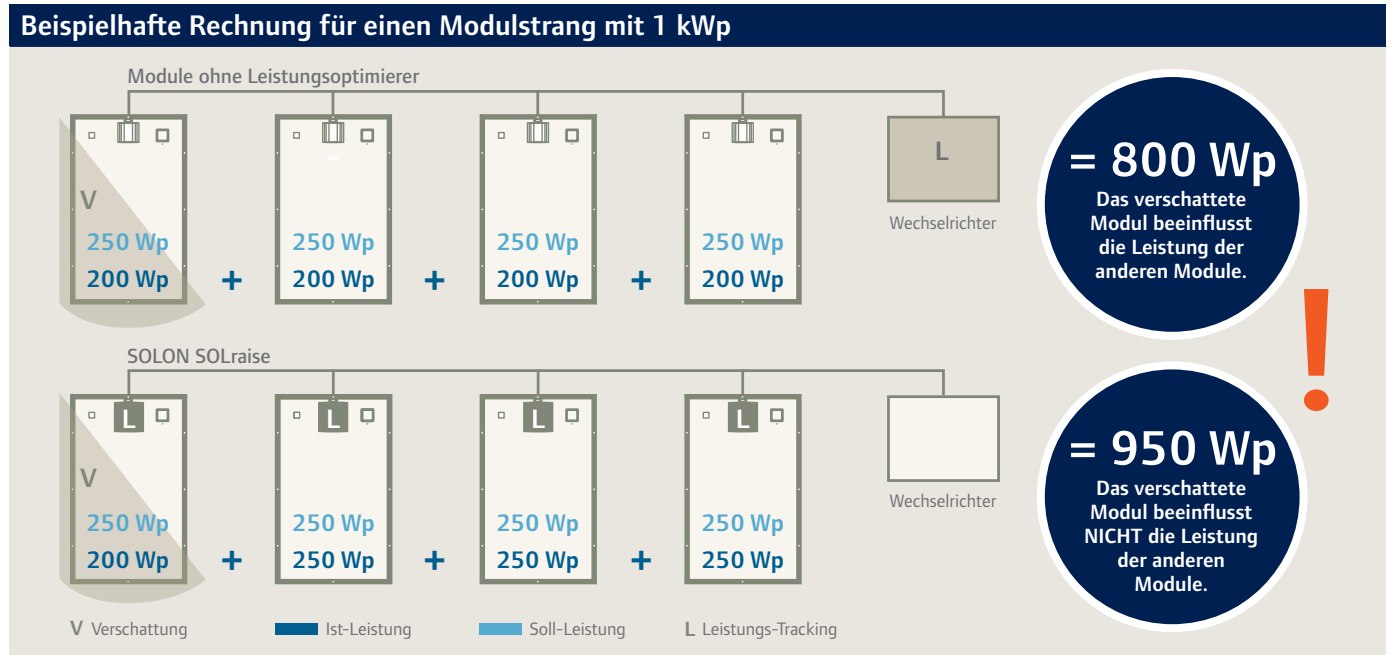 Beispielhafte Rechnung für einen Modulstrang mit 1 kWp
Module ohne Leistungsoptimierer
V
L
Wechselrichter
250 Wp 250 Wp 250 Wp 250 Wp
200 Wp + 200 Wp + 200 Wp + 200 Wp
= 800 Wp
Das verschattete
Modul beeinflusst
die Leistung der
anderen Module.
!
SOLON SOLraise
L L L L
V
Wechselrichter
250 Wp 250 Wp 250 Wp 250 Wp
200 Wp + 250 Wp + 250 Wp + 250 Wp
= 950 Wp
Das verschattete
Modul beeinflusst
NICHT die Leistung
der anderen
Module.
V Verschattung Ist-Leistung Soll-Leistung L Leistungs-Tracking